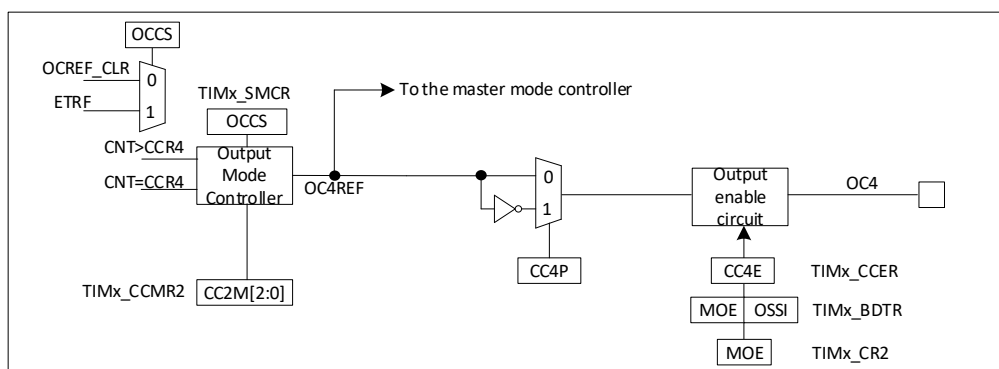 OCCS
OCREF_CLR
0
ETRF
1
TIMx_SMCR
OCCS
To the master mode controller
CNT>CCR4
CNT=CCR4
Output
Mode
Controller
OC4REF
0
1
Output
enable
circuit
OC4
TIMx_CCMR2
CC2M[2:0]
CC4P
CC4E
TIMx_CCER
MOE
OSSI
TIMx_BDTR
MOE
TIMx_CR2